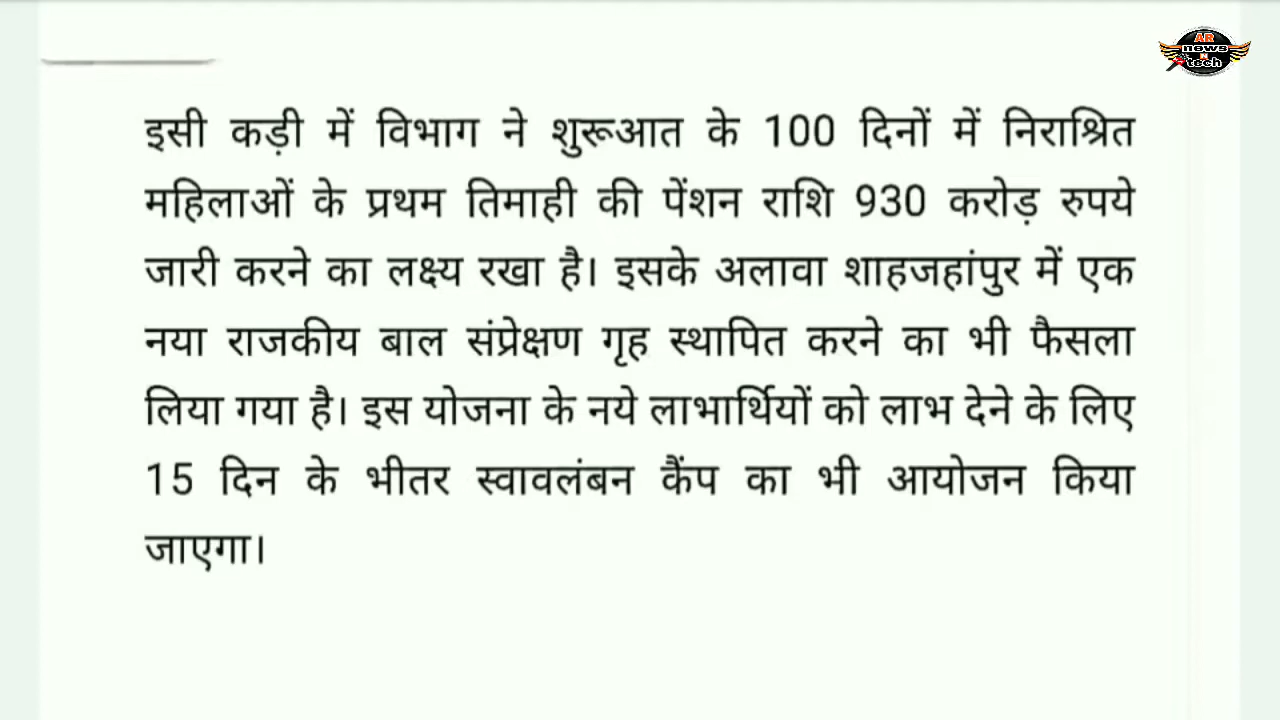 AR
news
N
tech
इसी कड़ी में विभाग ने शुरूआत के 100 दिनों में निराश्रित
महिलाओं के प्रथम तिमाही की पेंशन राशि 930 करोड़ रुपये
जारी करने का लक्ष्य रखा है। इसके अलावा शाहजहांपुर में एक
नया राजकीय बाल संप्रेक्षण गृह स्थापित करने का भी फैसला
लिया गया है। इस योजना के नये लाभार्थियों को लाभ देने के लिए
15 दिन के भीतर स्वावलंबन कैंप का भी आयोजन किया
जाएगा।